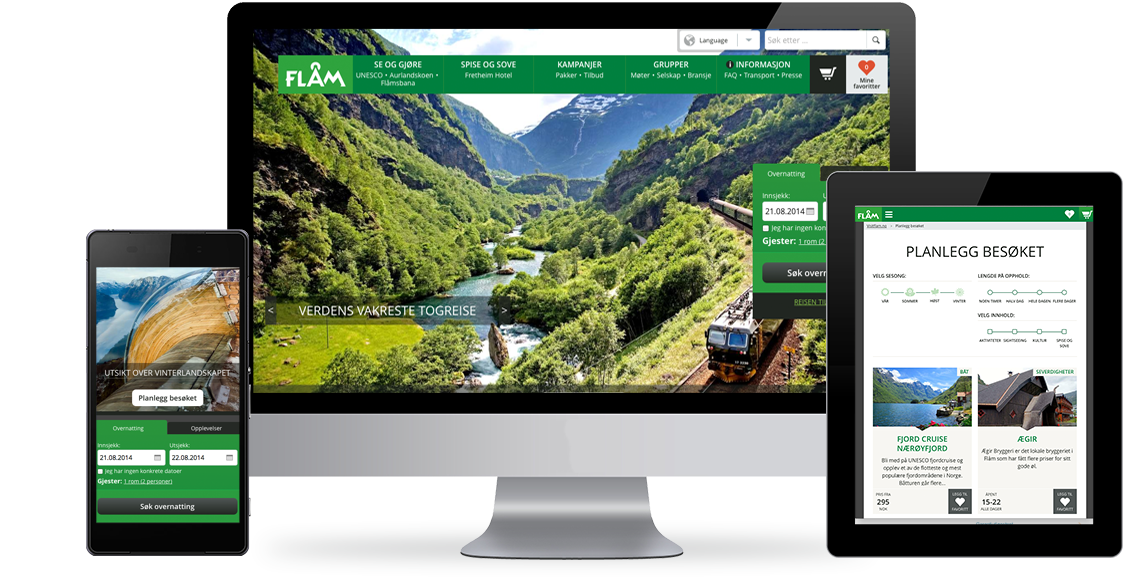 Language
Søk etter ...
FLÅM
SE OG GJØRE
UNESCO • Aurlandskoen •
Flåmsbana
SPISE OG SOVE
Fretheim Hotel
KAMPANJER
Pakker • Tilbud
GRUPPER
Møter • Selskap • Bransje
i INFORMASJON
FAQ • Transport • Presse
0
Mine
favoritter
Overnatting
Innsjekk:
21.08.2014
Jeg har ingen kon
Gjester: 1 rom (2
Søk overn
REISEN TIL
< VERDENS VAKRESTE TOGREISE >
UTSIKT OVER VINTERLANDSKAPET
Planlegg besøket
Overnatting
Opplevelser
Innsjekk: Utsjekk:
21.08.2014 22.08.2014
Jeg har ingen konkrete datoer
Gjester: 1 rom (2 personer)
Søk overnatting
FLÅM
Visitflam.no > Planlegg besøket
PLANLEGG BESØKET
VELG SESONG:
VÅR SOMMER HØST VINTER
LENGDE PÅ OPPHOLD:
NOEN TIMER HALV DAG HELE DAGEN FLERE DAGER
VELG INNHOLD:
AKTIVITETER SIGHTSEEING KULTUR SPISE OG
SOVE
BÅT
FJORD CRUISE
NÆRØYFJORD
Bli med på UNESCO fjordcruise og
opplev et av de flotteste og mest
populære fjordområdene i Norge.
Båtturen går flere...
PRIS FRA
295
NOK
LEGG TIL
FAVORITT
SEVERDIGHETER
ÆGIR
Ægir Bryggeri er det lokale bryggeriet i
Flåm som har fått flere priser for sitt
gode øl.
ÅPENT
15-22
ALLE DAGER
LEGG TIL
FAVORITT